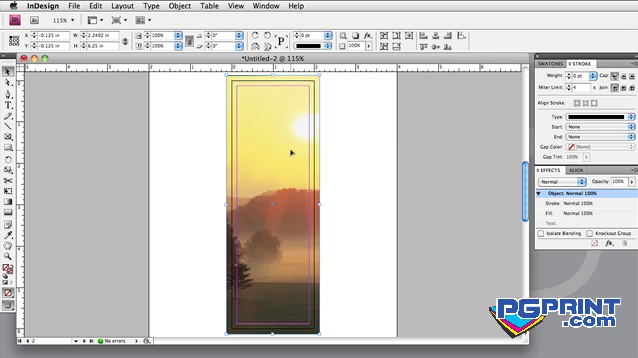 InDesign File Edit Layout Type Object Table View Window Help
115%
X: -0.125 in W: 2.2492 in 100% 0° 0 pt 100%
Y: -0.125 in H: 6.25 in 100% 0° P
*Untitled-2 @ 115%
SWATCHES STROKE
Weight: 0 pt Cap:
Miter Limit: 4 x Join:
Align Stroke:
Type:
Start: None
End: None
Gap Color: [None]
Gap Tint: 100%
EFFECTS ALIGN
Normal Opacity: 100%
Object: Normal 100%
Stroke: Normal 100%
Fill: Normal 100%
Text:
Isolate Blending Knockout Group
PGPRINT
.com
2 No errors